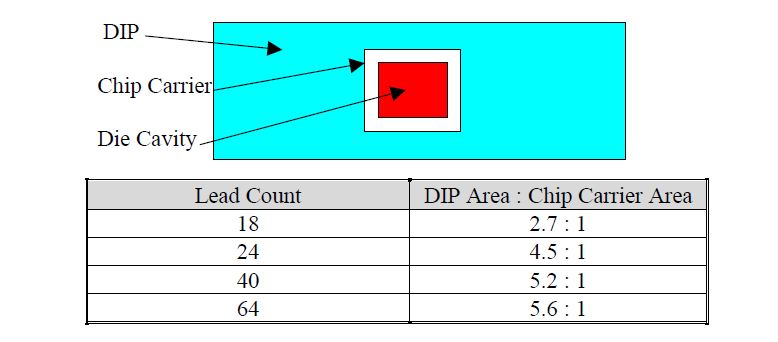 DIP
Chip Carrier
Die Cavity
Lead Count DIP Area : Chip Carrier Area
18 2.7 : 1
24 4.5 : 1
40 5.2 : 1
64 5.6 : 1